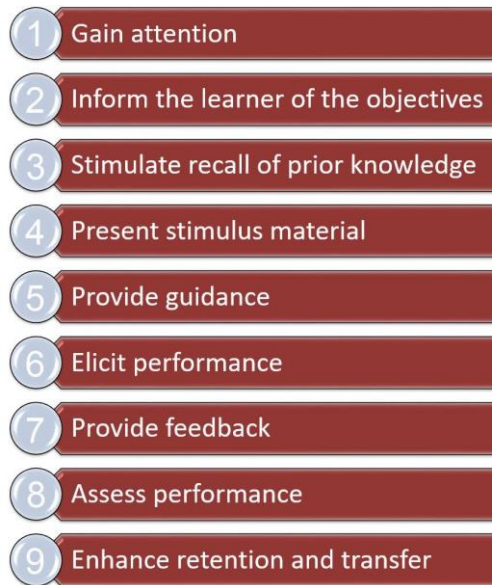 1 Gain attention
2 Inform the learner of the objectives
3 Stimulate recall of prior knowledge
4 Present stimulus material
5 Provide guidance
6 Elicit performance
7 Provide feedback
8 Assess performance
9 Enhance retention and transfer